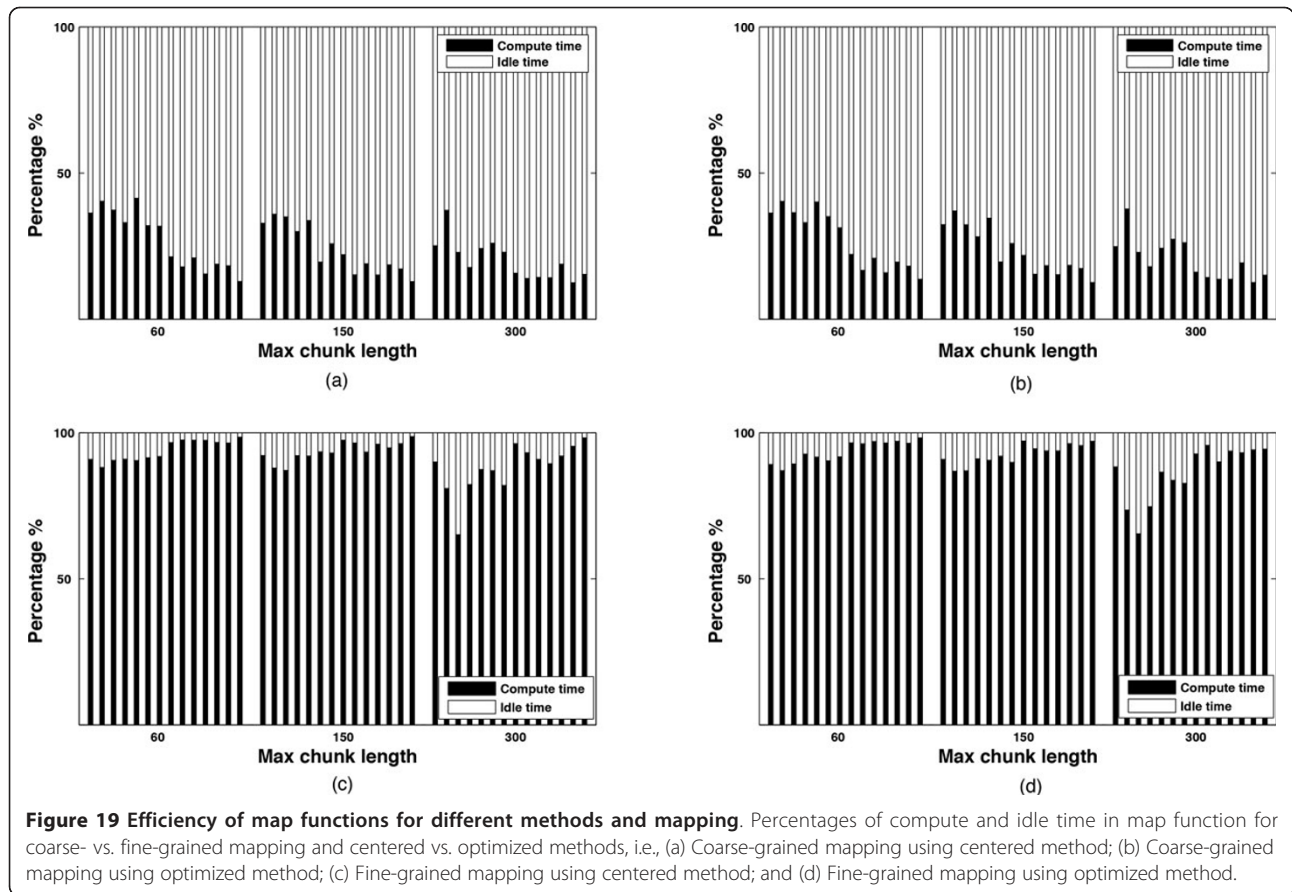 100
Compute time
Idle time
Percentage %
50
60
150
300
Max chunk length
(a)
100
Compute time
Idle time
Percentage %
50
60
150
300
Max chunk length
(b)
100
Percentage %
50
Compute time
Idle time
60
150
300
Max chunk length
(c)
100
Percentage %
50
Compute time
Idle time
60
150
300
Max chunk length
(d)
Figure 19 Efficiency of map functions for different methods and mapping. Percentages of compute and idle time in map function for
coarse- vs. fine-grained mapping and centered vs. optimized methods, i.e., (a) Coarse-grained mapping using centered method; (b) Coarse-grained
mapping using optimized method; (c) Fine-grained mapping using centered method; and (d) Fine-grained mapping using optimized method.